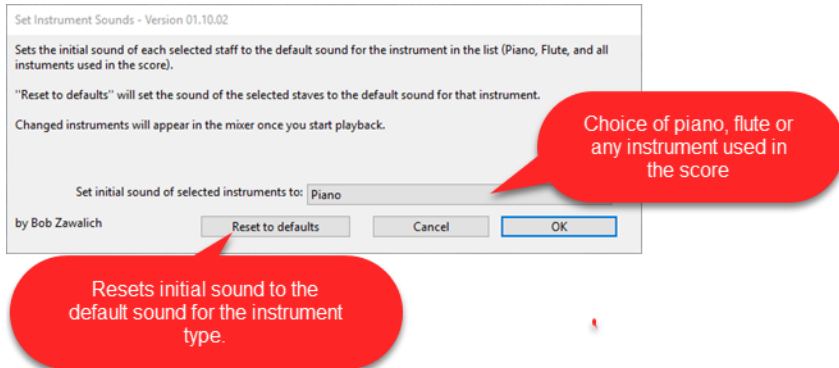 Set Instrument Sounds - Version 01.10.02
Sets the initial sound of each selected staff to the default sound for the instrument in the list (Piano, Flute, and all
instuments used in the score).
"Reset to defaults" will set the sound of the selected staves to the default sound for that instrument.
Changed instruments will appear in the mixer once you start playback.
Choice of piano, flute or
any instrument used in
the score
Set initial sound of selected instruments to: Piano
by Bob Zawalich Reset to defaults Cancel OK
Resets initial sound to the
default sound for the instrument
type.